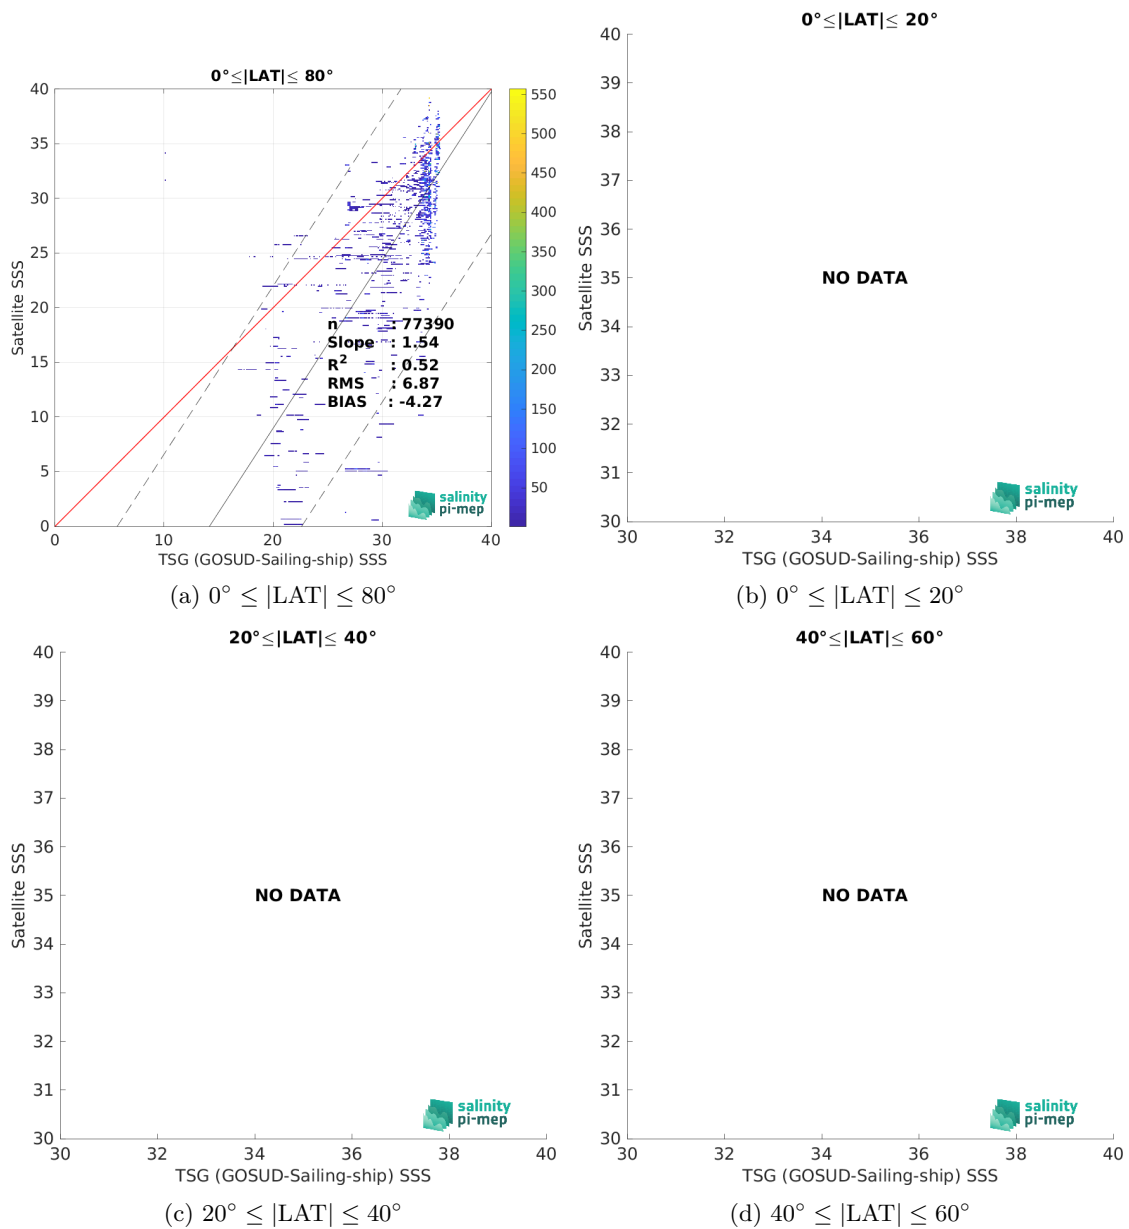 0°≤|LAT|≤ 80°
40
35
30
25
20
15
10
5
0
0
10
20
30
40
Satellite SSS
TSG (GOSUD-Sailing-ship) SSS
n : 77390
Slope : 1.54
R² : 0.52
RMS : 6.87
BIAS : -4.27
salinity
pi-mep
550
500
450
400
350
300
250
200
150
100
50
(a) 0° ≤ |LAT| ≤ 80°
0°≤|LAT|≤ 20°
40
39
38
37
36
35
34
33
32
31
30
30
32
34
36
38
40
Satellite SSS
NO DATA
salinity
pi-mep
TSG (GOSUD-Sailing-ship) SSS
(b) 0° ≤ |LAT| ≤ 20°
20°≤|LAT|≤ 40°
40
39
38
37
36
35
34
33
32
31
30
30
32
34
36
38
40
Satellite SSS
NO DATA
salinity
pi-mep
TSG (GOSUD-Sailing-ship) SSS
(c) 20° ≤ |LAT| ≤ 40°
40°≤|LAT|≤ 60°
40
39
38
37
36
35
34
33
32
31
30
30
32
34
36
38
40
Satellite SSS
NO DATA
salinity
pi-mep
TSG (GOSUD-Sailing-ship) SSS
(d) 40° ≤ |LAT| ≤ 60°